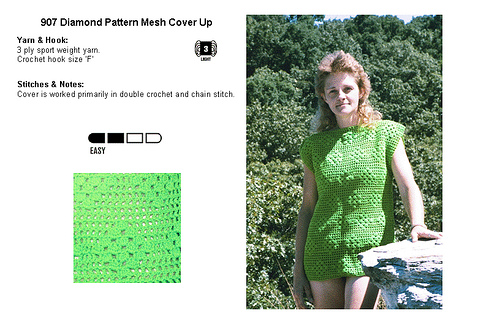 907 Diamond Pattern Mesh Cover Up
Yarn & Hook:
3 ply sport weight yarn.
Crochet hook size "F"
3
LIGHT
Stitches & Notes:
Cover is worked primarily in double crochet and chain stitch.
EASY